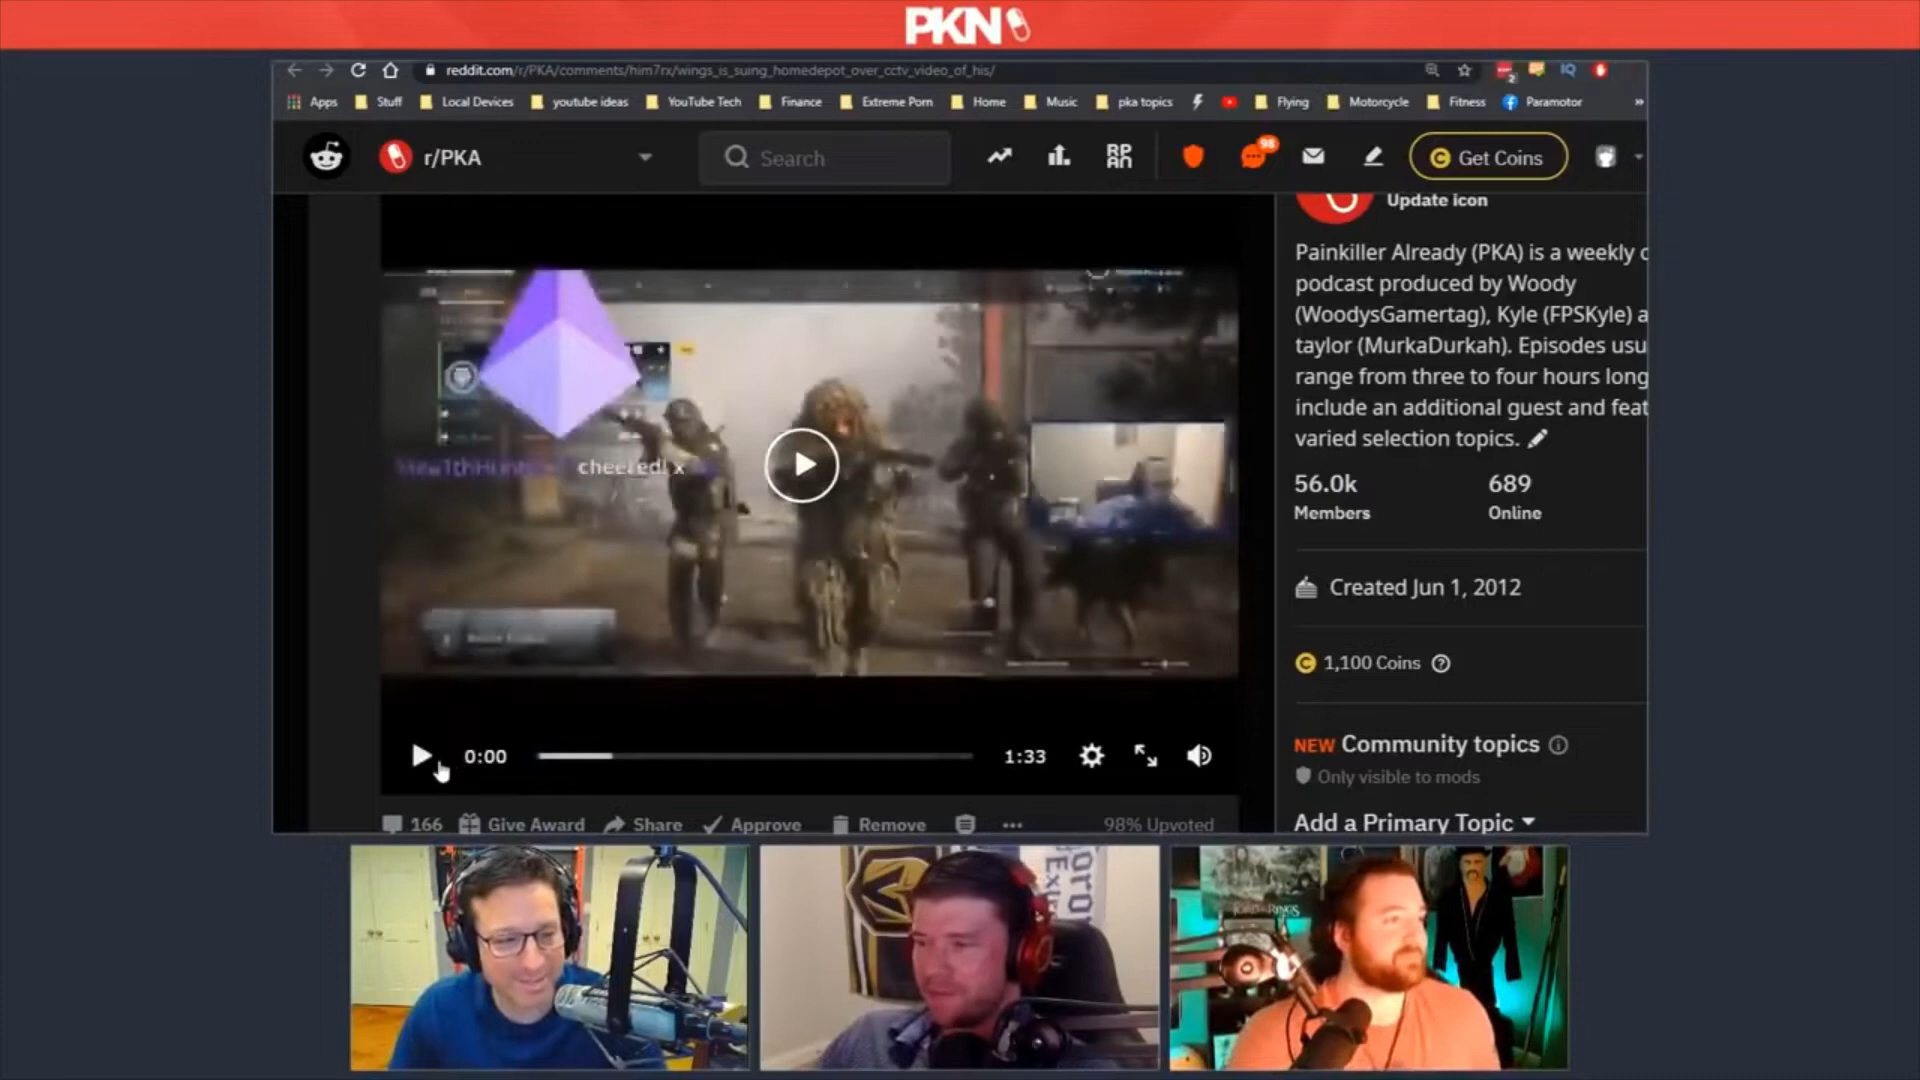 PKN
reddit.com/r/PKA/comments/him7rx/wings_is_suing_homedepot_over_cctv_video_of_his/
Apps Stuff Local Devices youtube ideas YouTube Tech Finance Extreme Porn Home Music pka topics Flying Motorcycle Fitness Paramotor »
r/PKA Search RPAN 98 Get Coins
Update icon
Painkiller Already (PKA) is a weekly
podcast produced by Woody
(WoodysGamertag), Kyle (FPSKyle) a
taylor (MurkaDurkah). Episodes usu
range from three to four hours long
include an additional guest and feat
varied selection topics.
56.0k 689
Members Online
Created Jun 1, 2012
1,100 Coins
NEW Community topics
Only visible to mods
Add a Primary Topic
cheered! x
0:00 1:33
166 Give Award Share Approve Remove 98% Upvoted